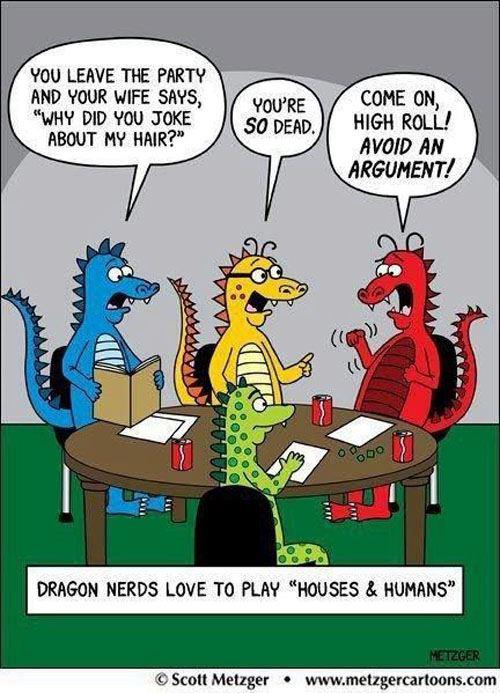 YOU LEAVE THE PARTY
AND YOUR WIFE SAYS,
"WHY DID YOU JOKE
ABOUT MY HAIR?"
YOU'RE
SO DEAD.
COME ON,
HIGH ROLL!
AVOID AN
ARGUMENT!
DRAGON NERDS LOVE TO PLAY "HOUSES & HUMANS"
METZGER
© Scott Metzger • www.metzgercartoons.com